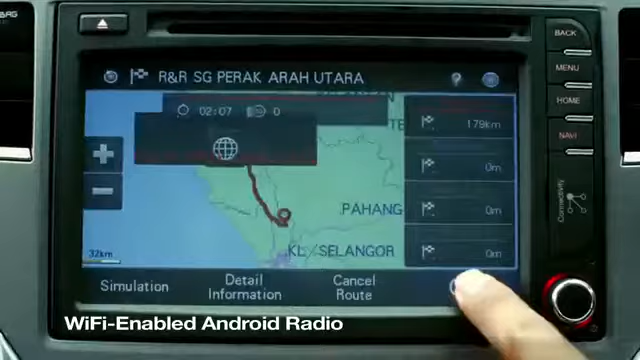 BACK
MENU
HOME
NAVI
Connectivity
R&R SG PERAK ARAH UTARA
?
02:07
0
179km
0m
0m
0m
PAHANG
KL/SELANGOR
32km
Simulation
Detail
Information
Cancel
Route
WiFi-Enabled Android Radio